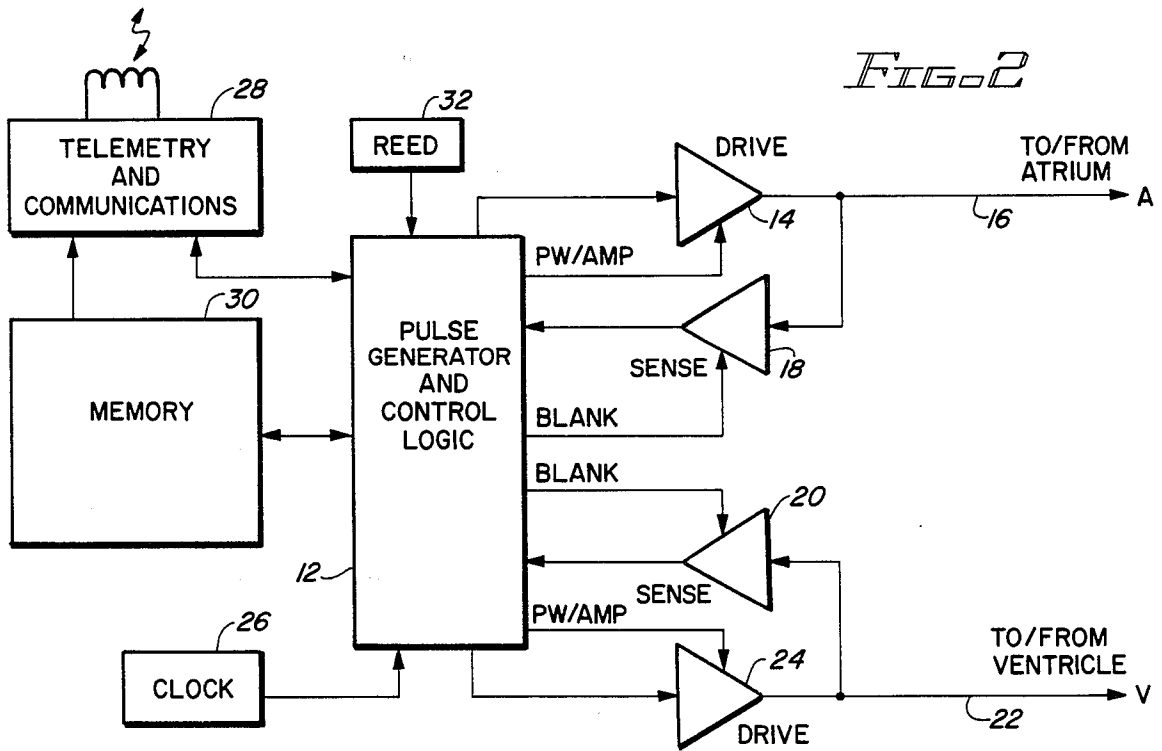 FIG. 2
28
TELEMETRY
AND
COMMUNICATIONS
32
REED
DRIVE
14
TO/FROM
ATRIUM
A
16
PW/AMP
30
MEMORY
PULSE
GENERATOR
AND
CONTROL
LOGIC
SENSE
18
BLANK
BLANK
20
12
SENSE
PW/AMP
26
CLOCK
24
DRIVE
TO/FROM
VENTRICLE
V
22